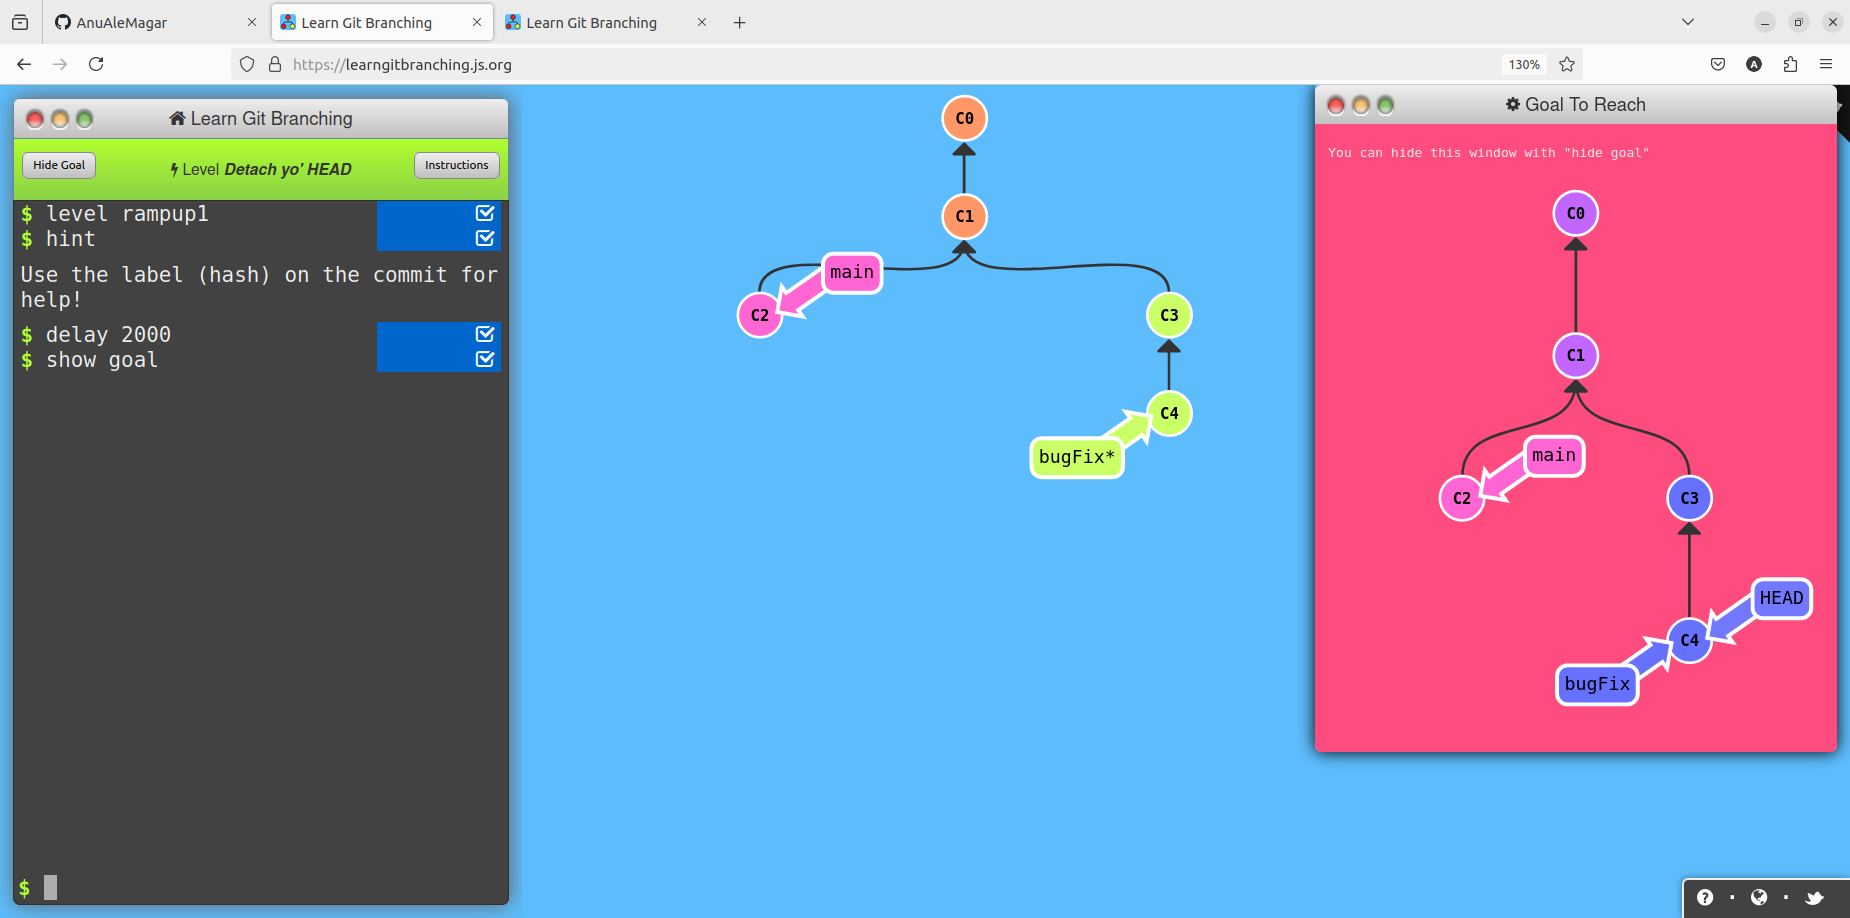 AnuAleMagar
Learn Git Branching
Learn Git Branching
https://learngitbranching.js.org
130%
A
Learn Git Branching
Hide Goal
Level Detach yo' HEAD
Instructions
$ level rampup1
$ hint
Use the label (hash) on the commit for
help!
$ delay 2000
$ show goal
$
C0
C1
main
C2
C3
C4
bugFix*
Goal To Reach
You can hide this window with "hide goal"
C0
C1
main
C2
C3
HEAD
C4
bugFix
?